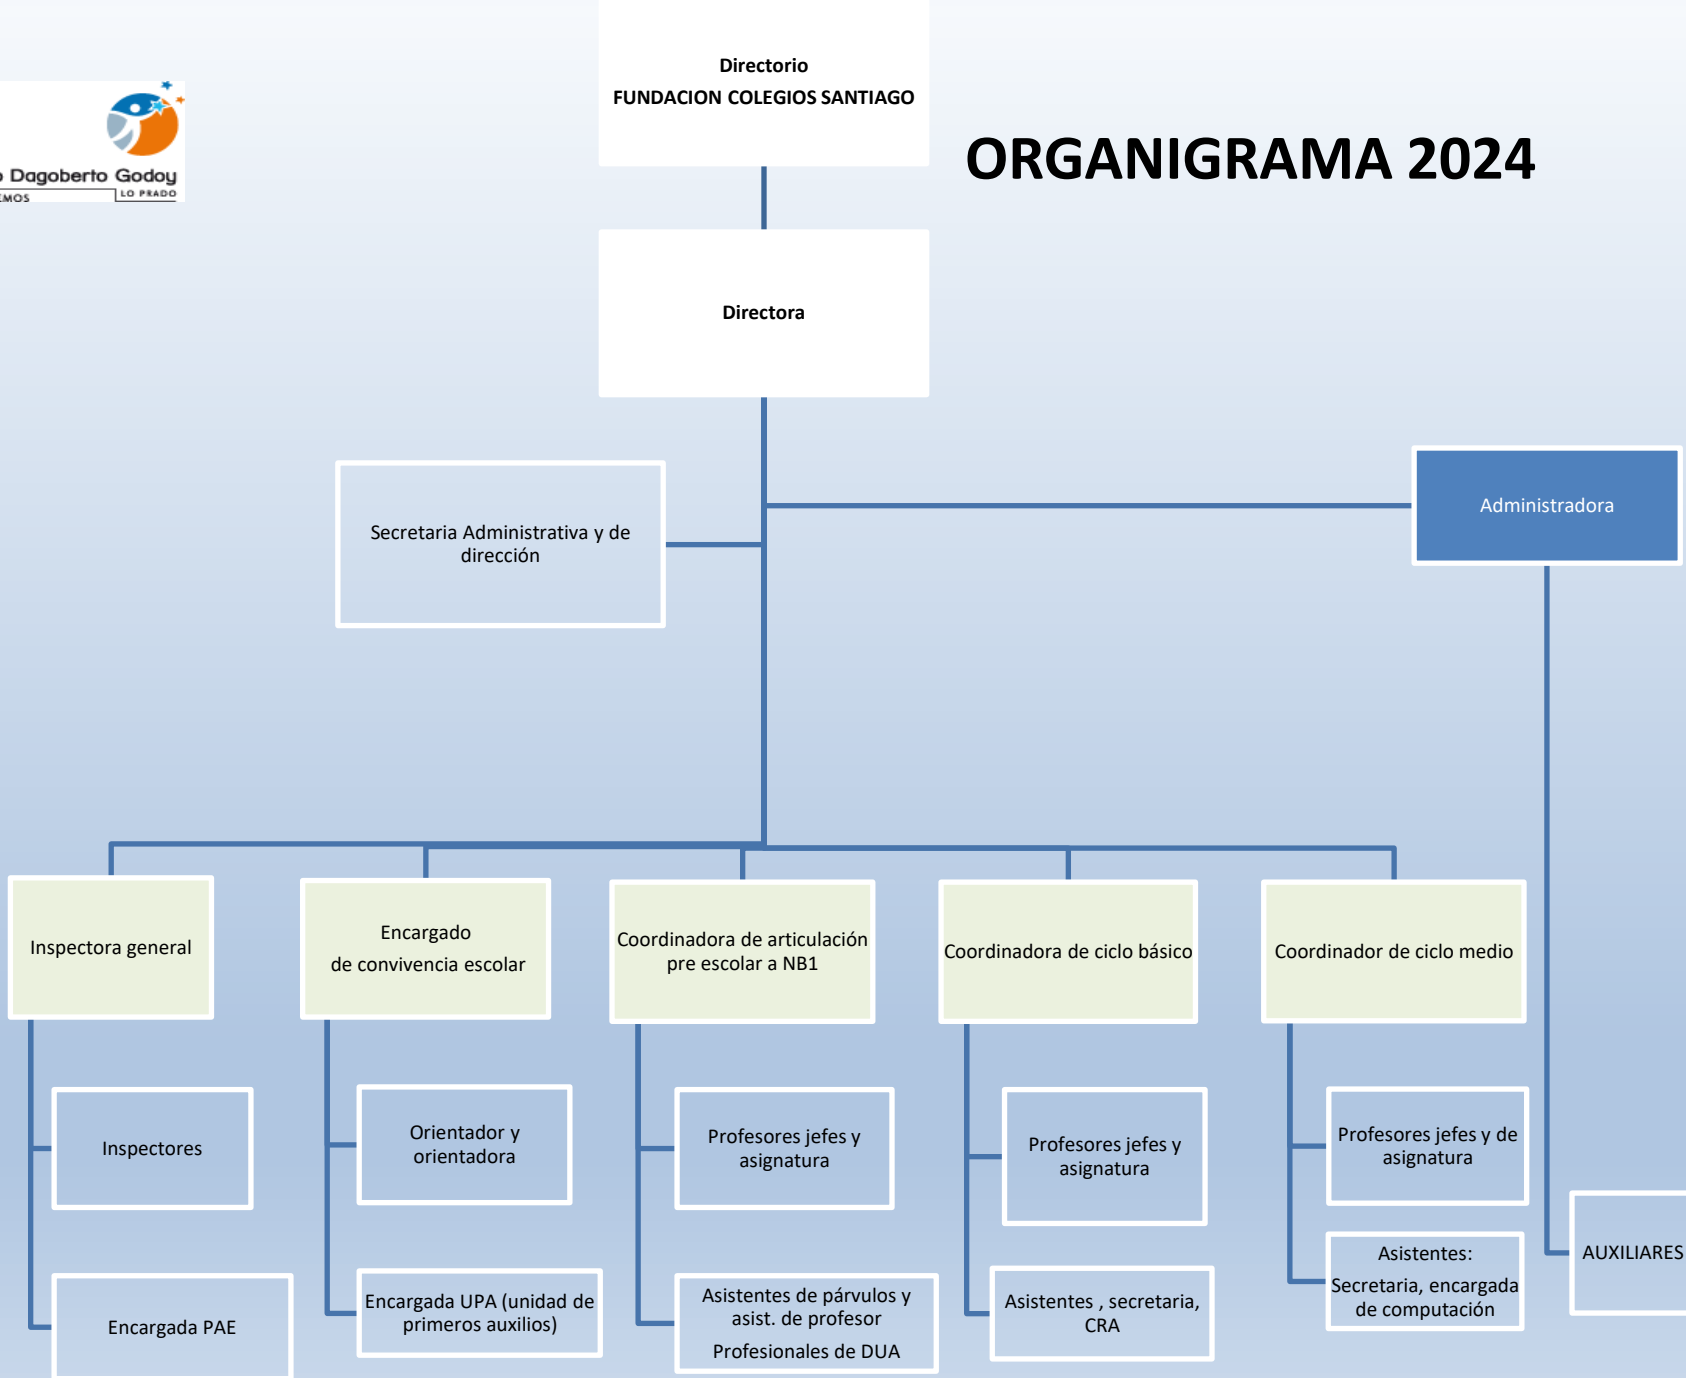 Directorio
FUNDACION COLEGIOS SANTIAGO
ORGANIGRAMA 2024
Dagoberto Godoy
LO PRADO
Directora
Secretaria Administrativa y de
dirección
Administradora
Inspectora general
Encargado
de convivencia escolar
Coordinadora de articulación
pre escolar a NB1
Coordinadora de ciclo básico
Coordinador de ciclo medio
Inspectores
Orientador y
orientadora
Profesores jefes y
asignatura
Profesores jefes y
asignatura
Profesores jefes y de
asignatura
AUXILIARES
Encargada PAE
Encargada UPA (unidad de
primeros auxilios)
Asistentes de párvulos y
asist. de profesor
Profesionales de DUA
Asistentes , secretaria,
CRA
Asistentes:
Secretaria, encargada
de computación